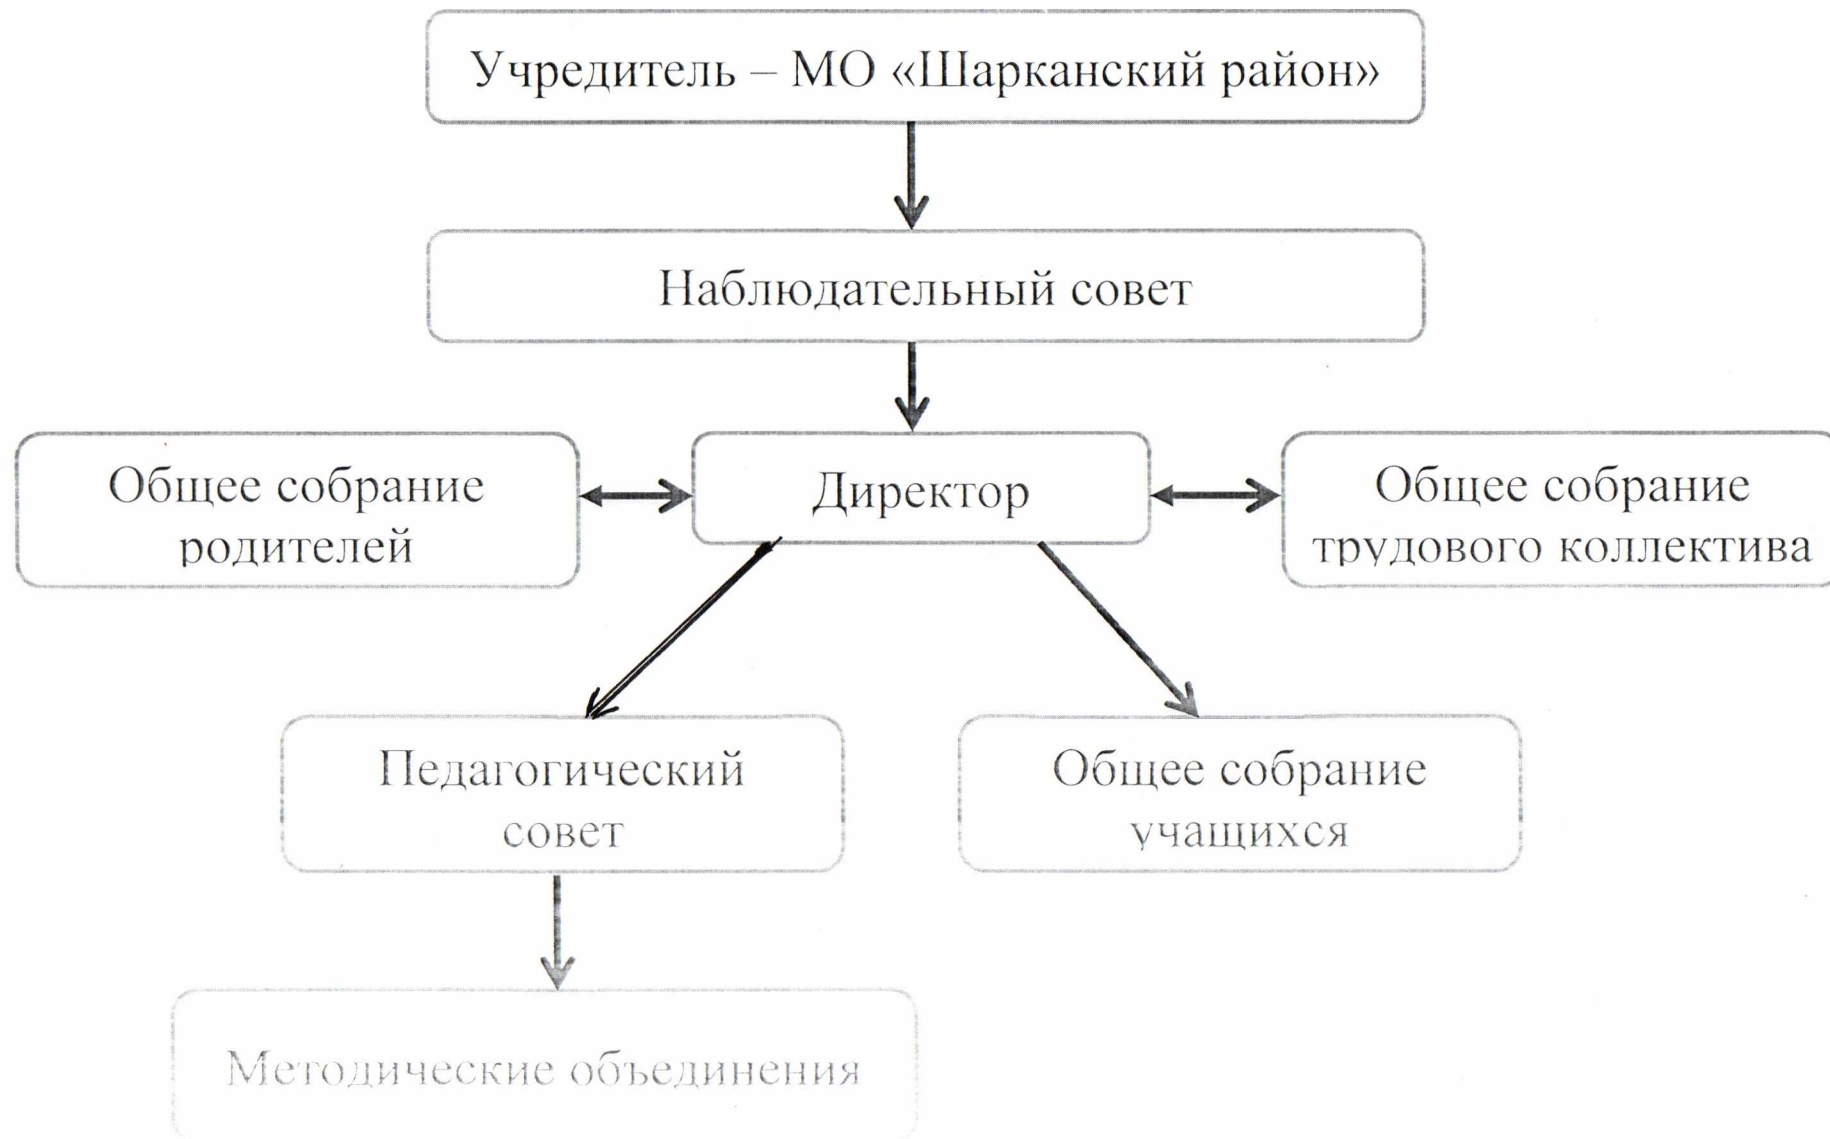 Учредитель – МО «Шарканский район»
Наблюдательный совет
Общее собрание
родителей
Директор
Общее собрание
трудового коллектива
Педагогический
совет
Общее собрание
учащихся
Методические объединения